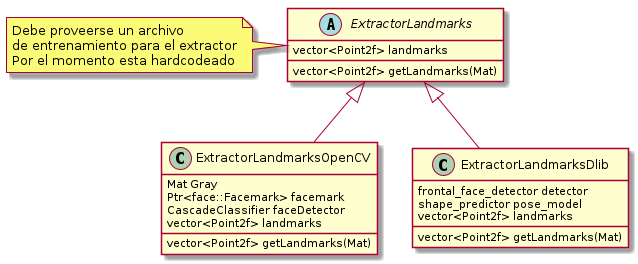 Debe proveerse un archivo
de entrenamiento para el extractor
Por el momento esta hardcodeado
A ExtractorLandmarks
vector<Point2f> landmarks
vector<Point2f> getLandmarks(Mat)
C ExtractorLandmarksOpenCV
Mat Gray
Ptr<face::Facemark> facemark
CascadeClassifier faceDetector
vector<Point2f> landmarks
vector<Point2f> getLandmarks(Mat)
C ExtractorLandmarksDlib
frontal_face_detector detector
shape_predictor pose_model
vector<Point2f> landmarks
vector<Point2f> getLandmarks(Mat)